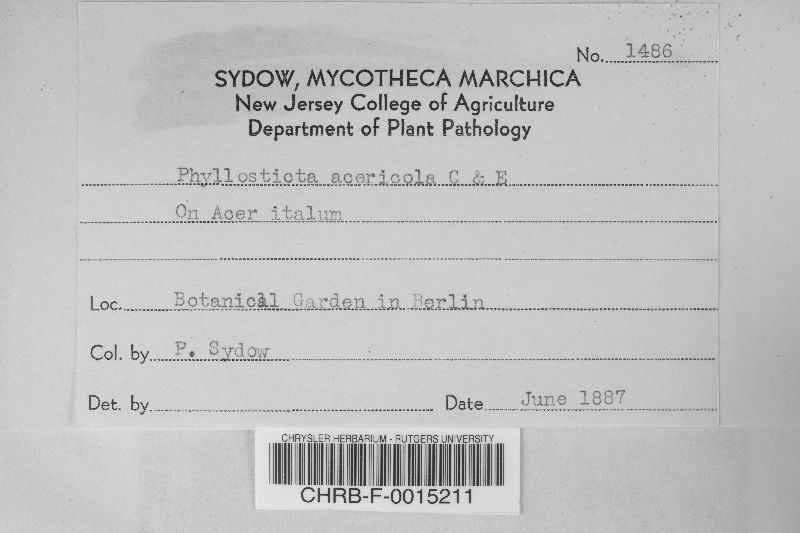 No. 1486
SYDOW, MYCOTHECA MARCHICA
New Jersey College of Agriculture
Department of Plant Pathology
Phyllosticta acericola C & E
On Acer italum
Loc. Botanical Garden in Berlin
Col. by P. Sydow
Det. by Date June 1887
CHRYSLER HERBARIUM - RUTGERS UNIVERSITY
CHRB-F-0015211